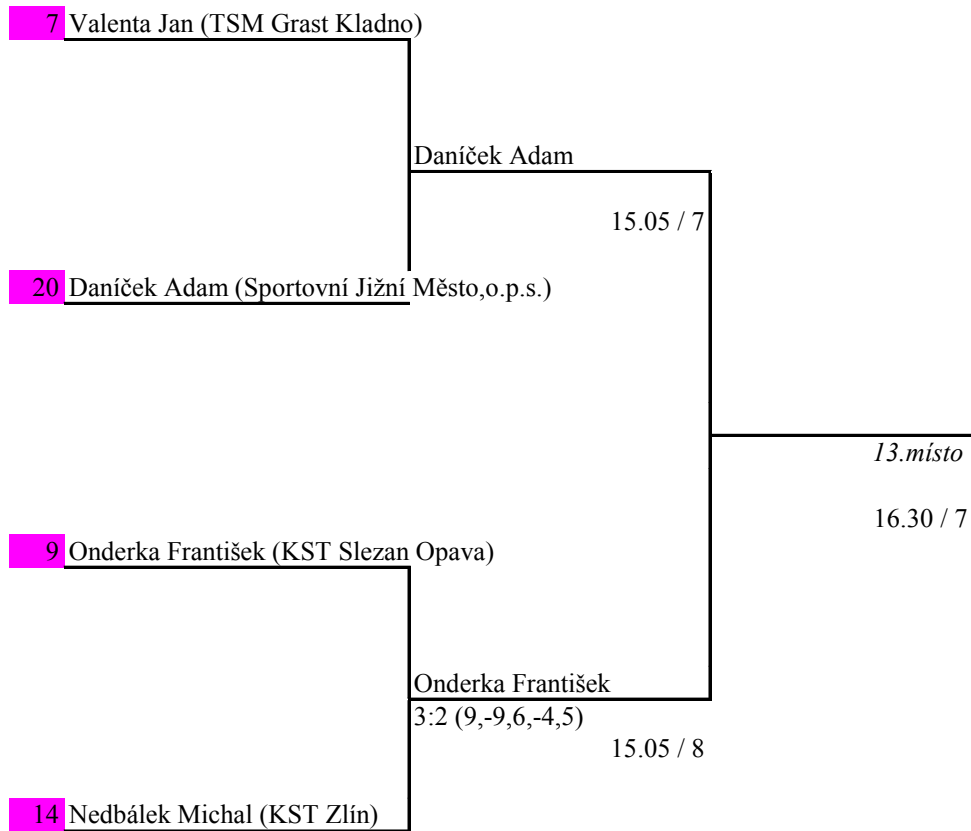 7 Valenta Jan (TSM Grast Kladno)
Daníček Adam
15.05 / 7
20 Daníček Adam (Sportovní Jižní Město,o.p.s.)
13.místo
16.30 / 7
9 Onderka František (KST Slezan Opava)
Onderka František
3:2 (9,-9,6,-4,5)
15.05 / 8
14 Nedbálek Michal (KST Zlín)